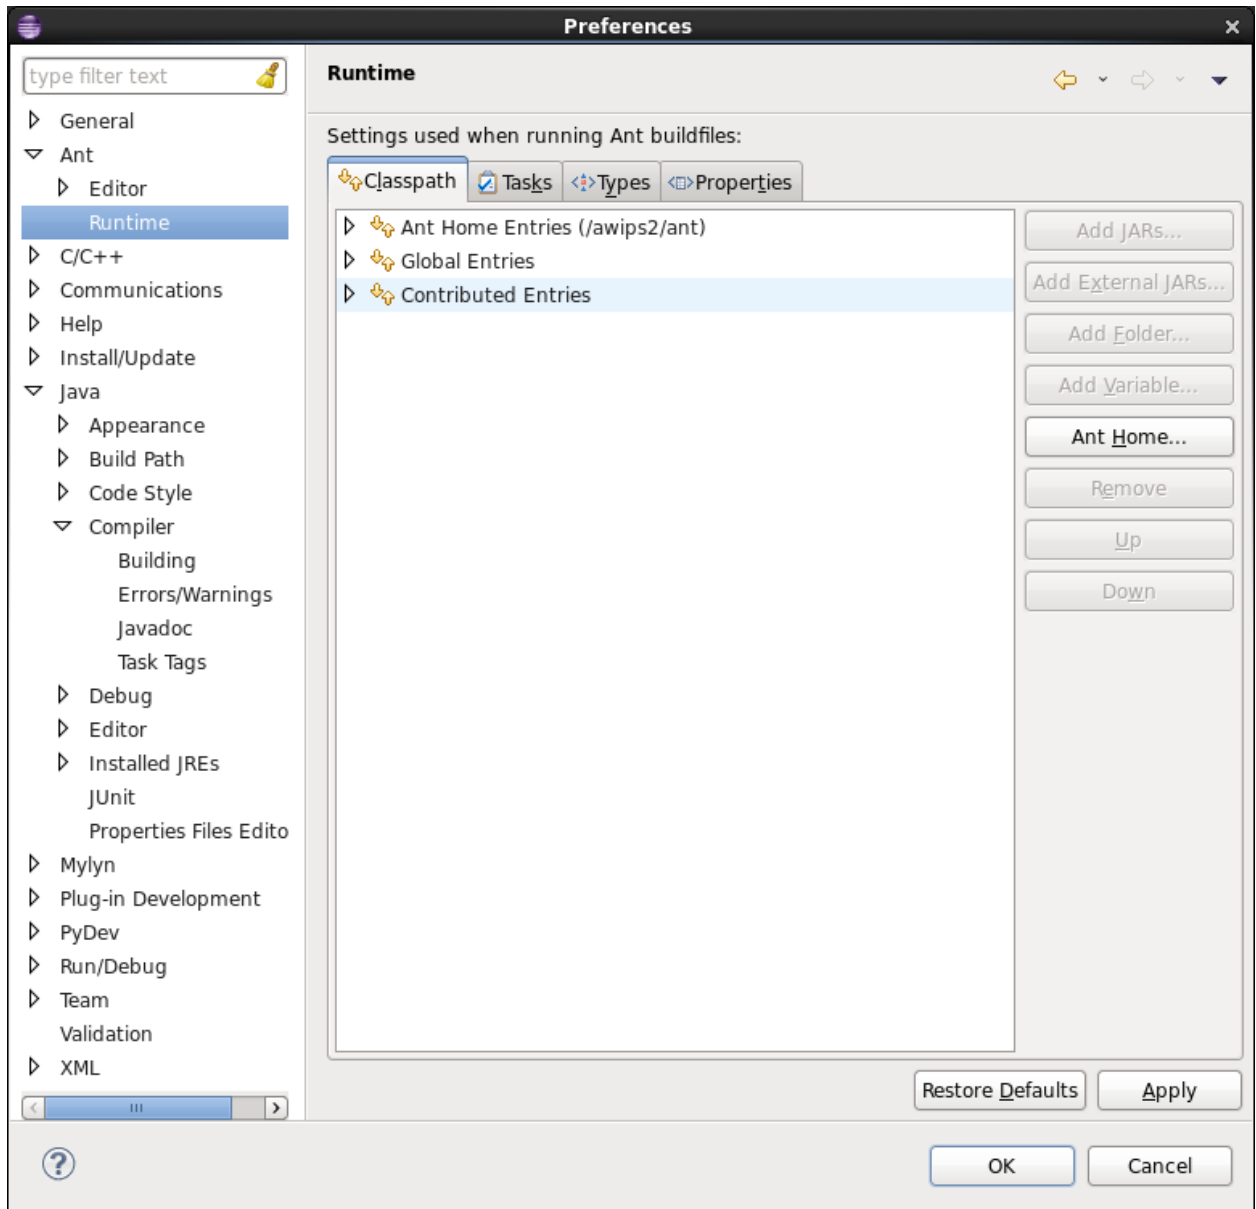 Preferences
type filter text
General
Ant
Editor
Runtime
C/C++
Communications
Help
Install/Update
Java
Appearance
Build Path
Code Style
Compiler
Building
Errors/Warnings
Javadoc
Task Tags
Debug
Editor
Installed JREs
JUnit
Properties Files Edito
Mylyn
Plug-in Development
PyDev
Run/Debug
Team
Validation
XML
Runtime
Settings used when running Ant buildfiles:
Classpath Tasks Types Properties
Ant Home Entries (/awips2/ant)
Global Entries
Contributed Entries
Add JARs...
Add External JARs...
Add Folder...
Add Variable...
Ant Home...
Remove
Up
Down
Restore Defaults Apply
OK Cancel